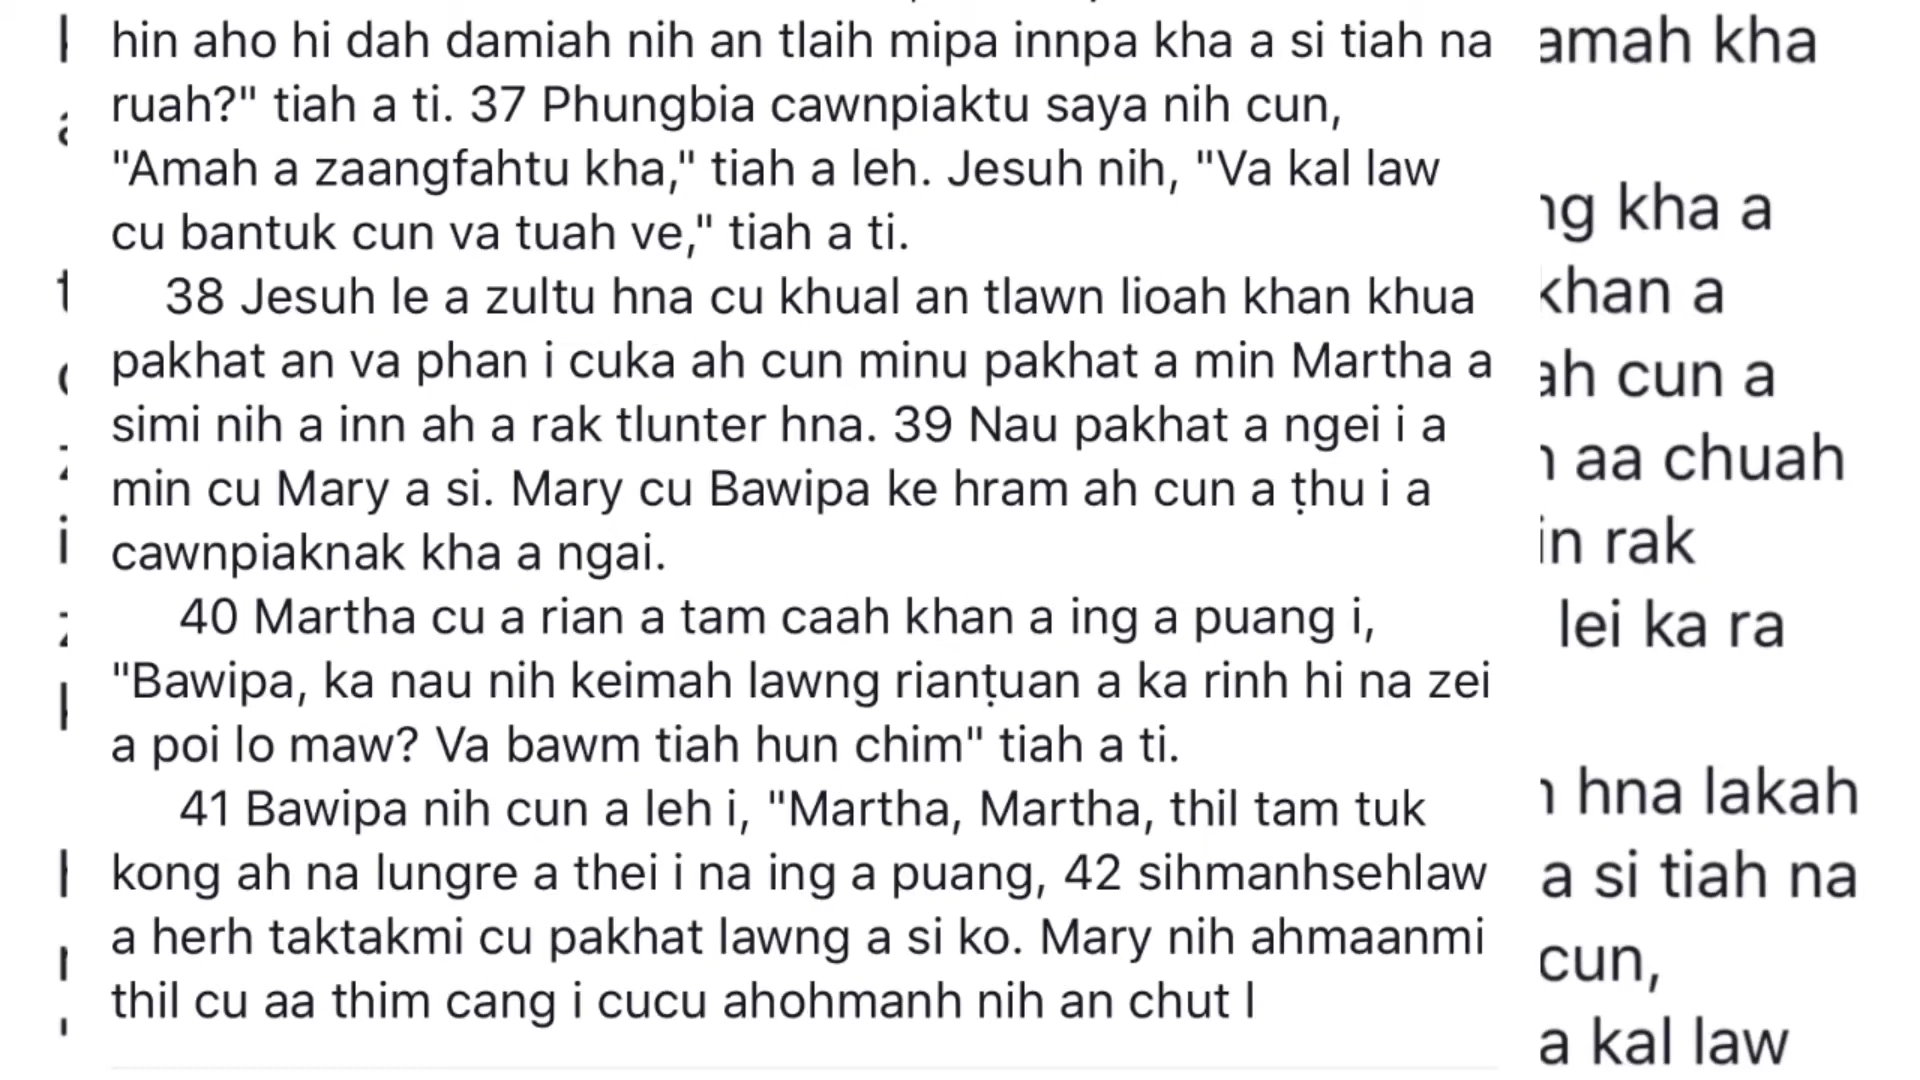 hin aho hi dah damiah nih an tlaih mipa innpa kha a si tiah na
ruah?" tiah a ti. 37 Phungbia cawnpiaktu saya nih cun,
"Amah a zaangfahtu kha," tiah a leh. Jesuh nih, "Va kal law
cu bantuk cun va tuah ve," tiah a ti.
38 Jesuh le a zultu hna cu khual an tlawn lioah khan khua
pakhat an va phan i cuka ah cun minu pakhat a min Martha a
simi nih a inn ah a rak tlunter hna. 39 Nau pakhat a ngei i a
min cu Mary a si. Mary cu Bawipa ke hram ah cun a ṭhu i a
cawnpiaknak kha a ngai.
40 Martha cu a rian a tam caah khan a ing a puang i,
"Bawipa, ka nau nih keimah lawng rianṭuan a ka rinh hi na zei
a poi lo maw? Va bawm tiah hun chim" tiah a ti.
41 Bawipa nih cun a leh i, "Martha, Martha, thil tam tuk
kong ah na lungre a thei i na ing a puang, 42 sihmanhsehlaw
a herh taktakmi cu pakhat lawng a si ko. Mary nih ahmaanmi
thil cu aa thim cang i cucu ahohmanh nih an chut l
amah kha
kha a
khan a
cun a
aa chuah
rak
lei ka ra
hna lakah
a si tiah na
cun,
kal law